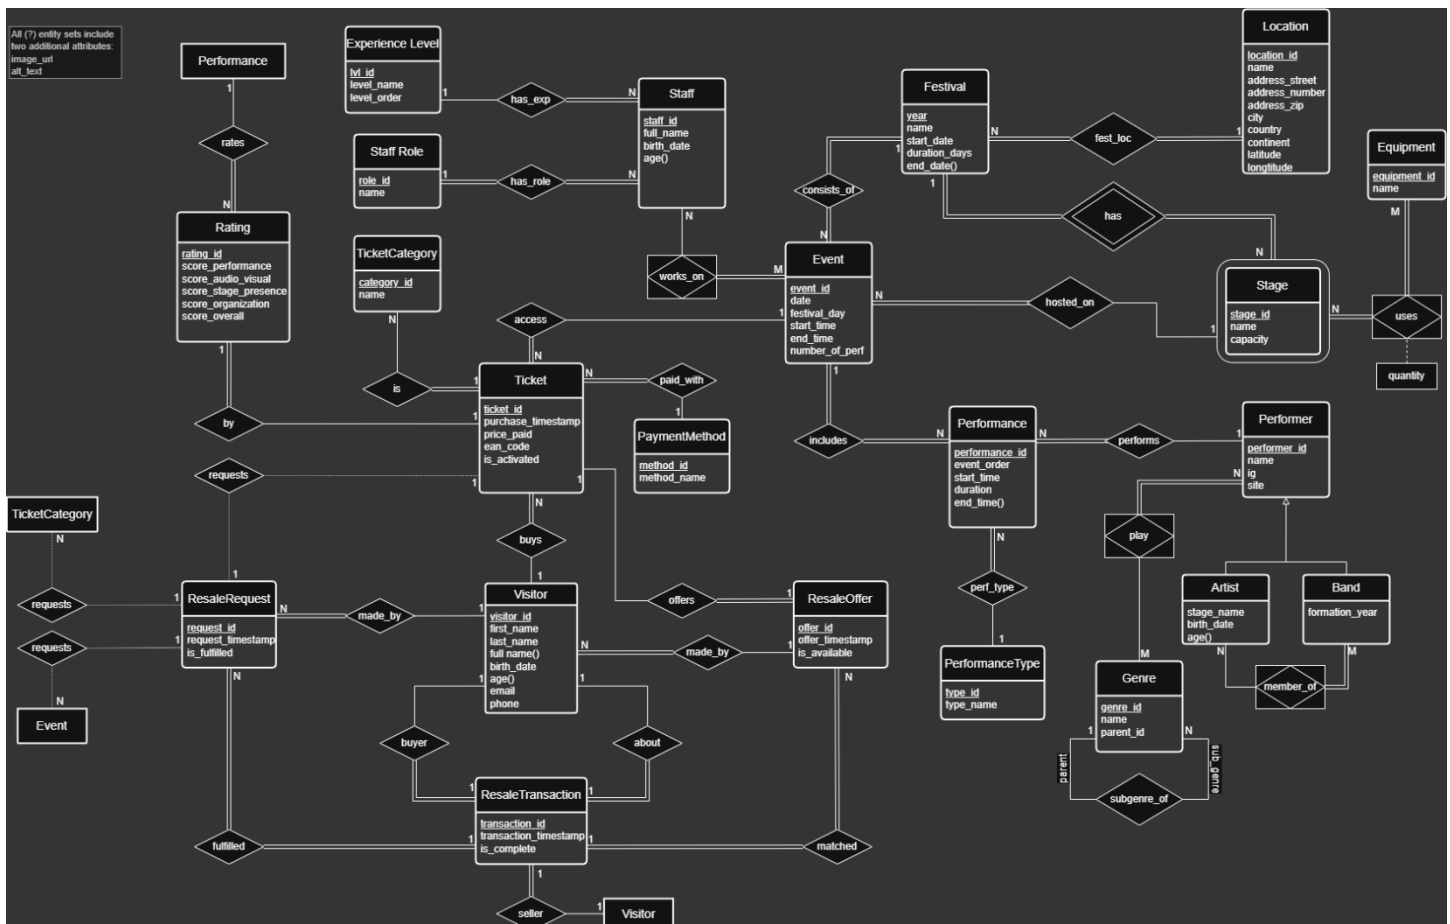 All (?) entity sets include
two additional attributes:
image_url
alt_text
Performance
1
rates
N
Rating
rating_id
score_performance
score_audio_visual
score_stage_presence
score_organization
score_overall
1
by
1
Experience Level
lvl_id
level_name
level_order
1
has_exp
N
Staff Role
role_id
name
1
has_role
N
Staff
staff_id
full_name
birth_date
age()
N
works_on
M
TicketCategory
category_id
name
N
is
1
access
1
N
Ticket
ticket_id
purchase_timestamp
price_paid
ean_code
is_activated
N
paid_with
1
PaymentMethod
method_id
method_name
requests
1
1
Festival
year
name
start_date
duration_days
end_date()
N
fest_loc
1
Location
location_id
name
address_street
address_number
address_zip
city
country
continent
latitude
longtitude
1
consists_of
N
1
has
N
Event
event_id
date
festival_day
start_time
end_time
number_of_perf
N
hosted_on
1
Stage
stage_id
name
capacity
N
uses
quantity
M
Equipment
equipment_id
name
1
includes
N
Performance
performance_id
event_order
start_time
duration
end_time()
N
performs
1
Performer
performer_id
name
ig
site
N
play
M
N
perf_type
1
PerformanceType
type_id
type_name
Artist
stage_name
birth_date
age()
N
member_of
M
Band
formation_year
Genre
genre_id
name
parent_id
1
parent
subgenre_of
sub_genre
N
TicketCategory
N
requests
1
requests
1
N
Event
ResaleRequest
request_id
request_timestamp
is_fulfilled
N
made_by
1
N
buys
1
Visitor
visitor_id
first_name
last_name
full name()
birth_date
age()
email
phone
1
offers
1
N
made_by
1
ResaleOffer
offer_id
offer_timestamp
is_available
1
buyer
1
1
about
1
N
fulfilled
1
ResaleTransaction
transaction_id
transaction_timestamp
is_complete
1
matched
N
1
seller
1
Visitor